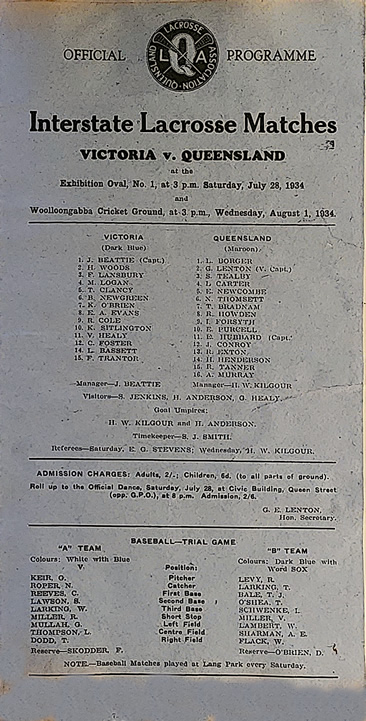 OFFICIAL PROGRAMME
LACROSSE ASSOCIATION QUEENSLAND
L Q A
Interstate Lacrosse Matches
VICTORIA v. QUEENSLAND
at the
Exhibition Oval, No. 1, at 3 p.m. Saturday, July 28, 1934
and
Woolloongabba Cricket Ground, at 3 p.m., Wednesday, August 1, 1934.
VICTORIA QUEENSLAND
(Dark Blue) (Maroon)
1. J. BEATTIE (Capt.) 1. L. BORGER
2. H. WOODS 2. G. LENTON (V. Capt.)
3. F. LANSBURY 3. S. TEALBY
4. M. LOGAN 4. L. CARTER
5. T. CLANCY 5. E. NEWCOMBE
6. B. NEWGREEN 6. N. THOMSETT
7. K. O'BRIEN 7. T. BRADNAM
8. E. A. EVANS 8. R. HOWDEN
9. R. COLE 9. I. FORSYTH
10. K. SITLINGTON 10. E. PURCELL
11. V. HEALY 11. E. HUBBARD (Capt.)
12. C. FOSTER 12. J. CONROY
14. L. BASSETT 13. R. EXTON
15. F. TRANTOR 14. H. HENDERSON
15. R. TANNER
16. A. MURRAY
Manager—J. BEATTIE Manager—H. W. KILGOUR
Visitors—S. JENKINS, H. ANDERSON, G. HEALY.
Goal Umpires:
H. W. KILGOUR and H. ANDERSON.
Timekeeper—S. J. SMITH.
Referees—Saturday, E. G. STEVENS; Wednesday, H. W. KILGOUR.
ADMISSION CHARGES: Adults, 2/-; Children, 6d. (to all parts of ground).
Roll up to the Official Dance, Saturday, July 28, at Civic Building, Queen Street
(opp. G.P.O.), at 8 p.m. Admission, 2/6.
G. E. LENTON,
Hon. Secretary.
BASEBALL—TRIAL GAME
"A" TEAM "B" TEAM
Colours: White with Blue V. Position: Colours: Dark Blue with Word SOX
KEIR, O. Pitcher LEVY, R.
ROPER, N. Catcher LARKING, T.
REEVES, C. First Base BALE, T. J.
LAWSON, S. Second Base O'SHEA, T.
LARKING, W. Third Base SCHWENKE, I.
MILLER, R. Short Stop MILLER, V.
MULLAH, G. Left Field LAMBERT, W.
THOMPSON, L. Centre Field SHARMAN, A. E.
DODD, T. Right Field FLACK, W.
Reserve—SKODDER, F. Reserve—O'BRIEN, D.
NOTE.—Baseball Matches played at Lang Park every Saturday.